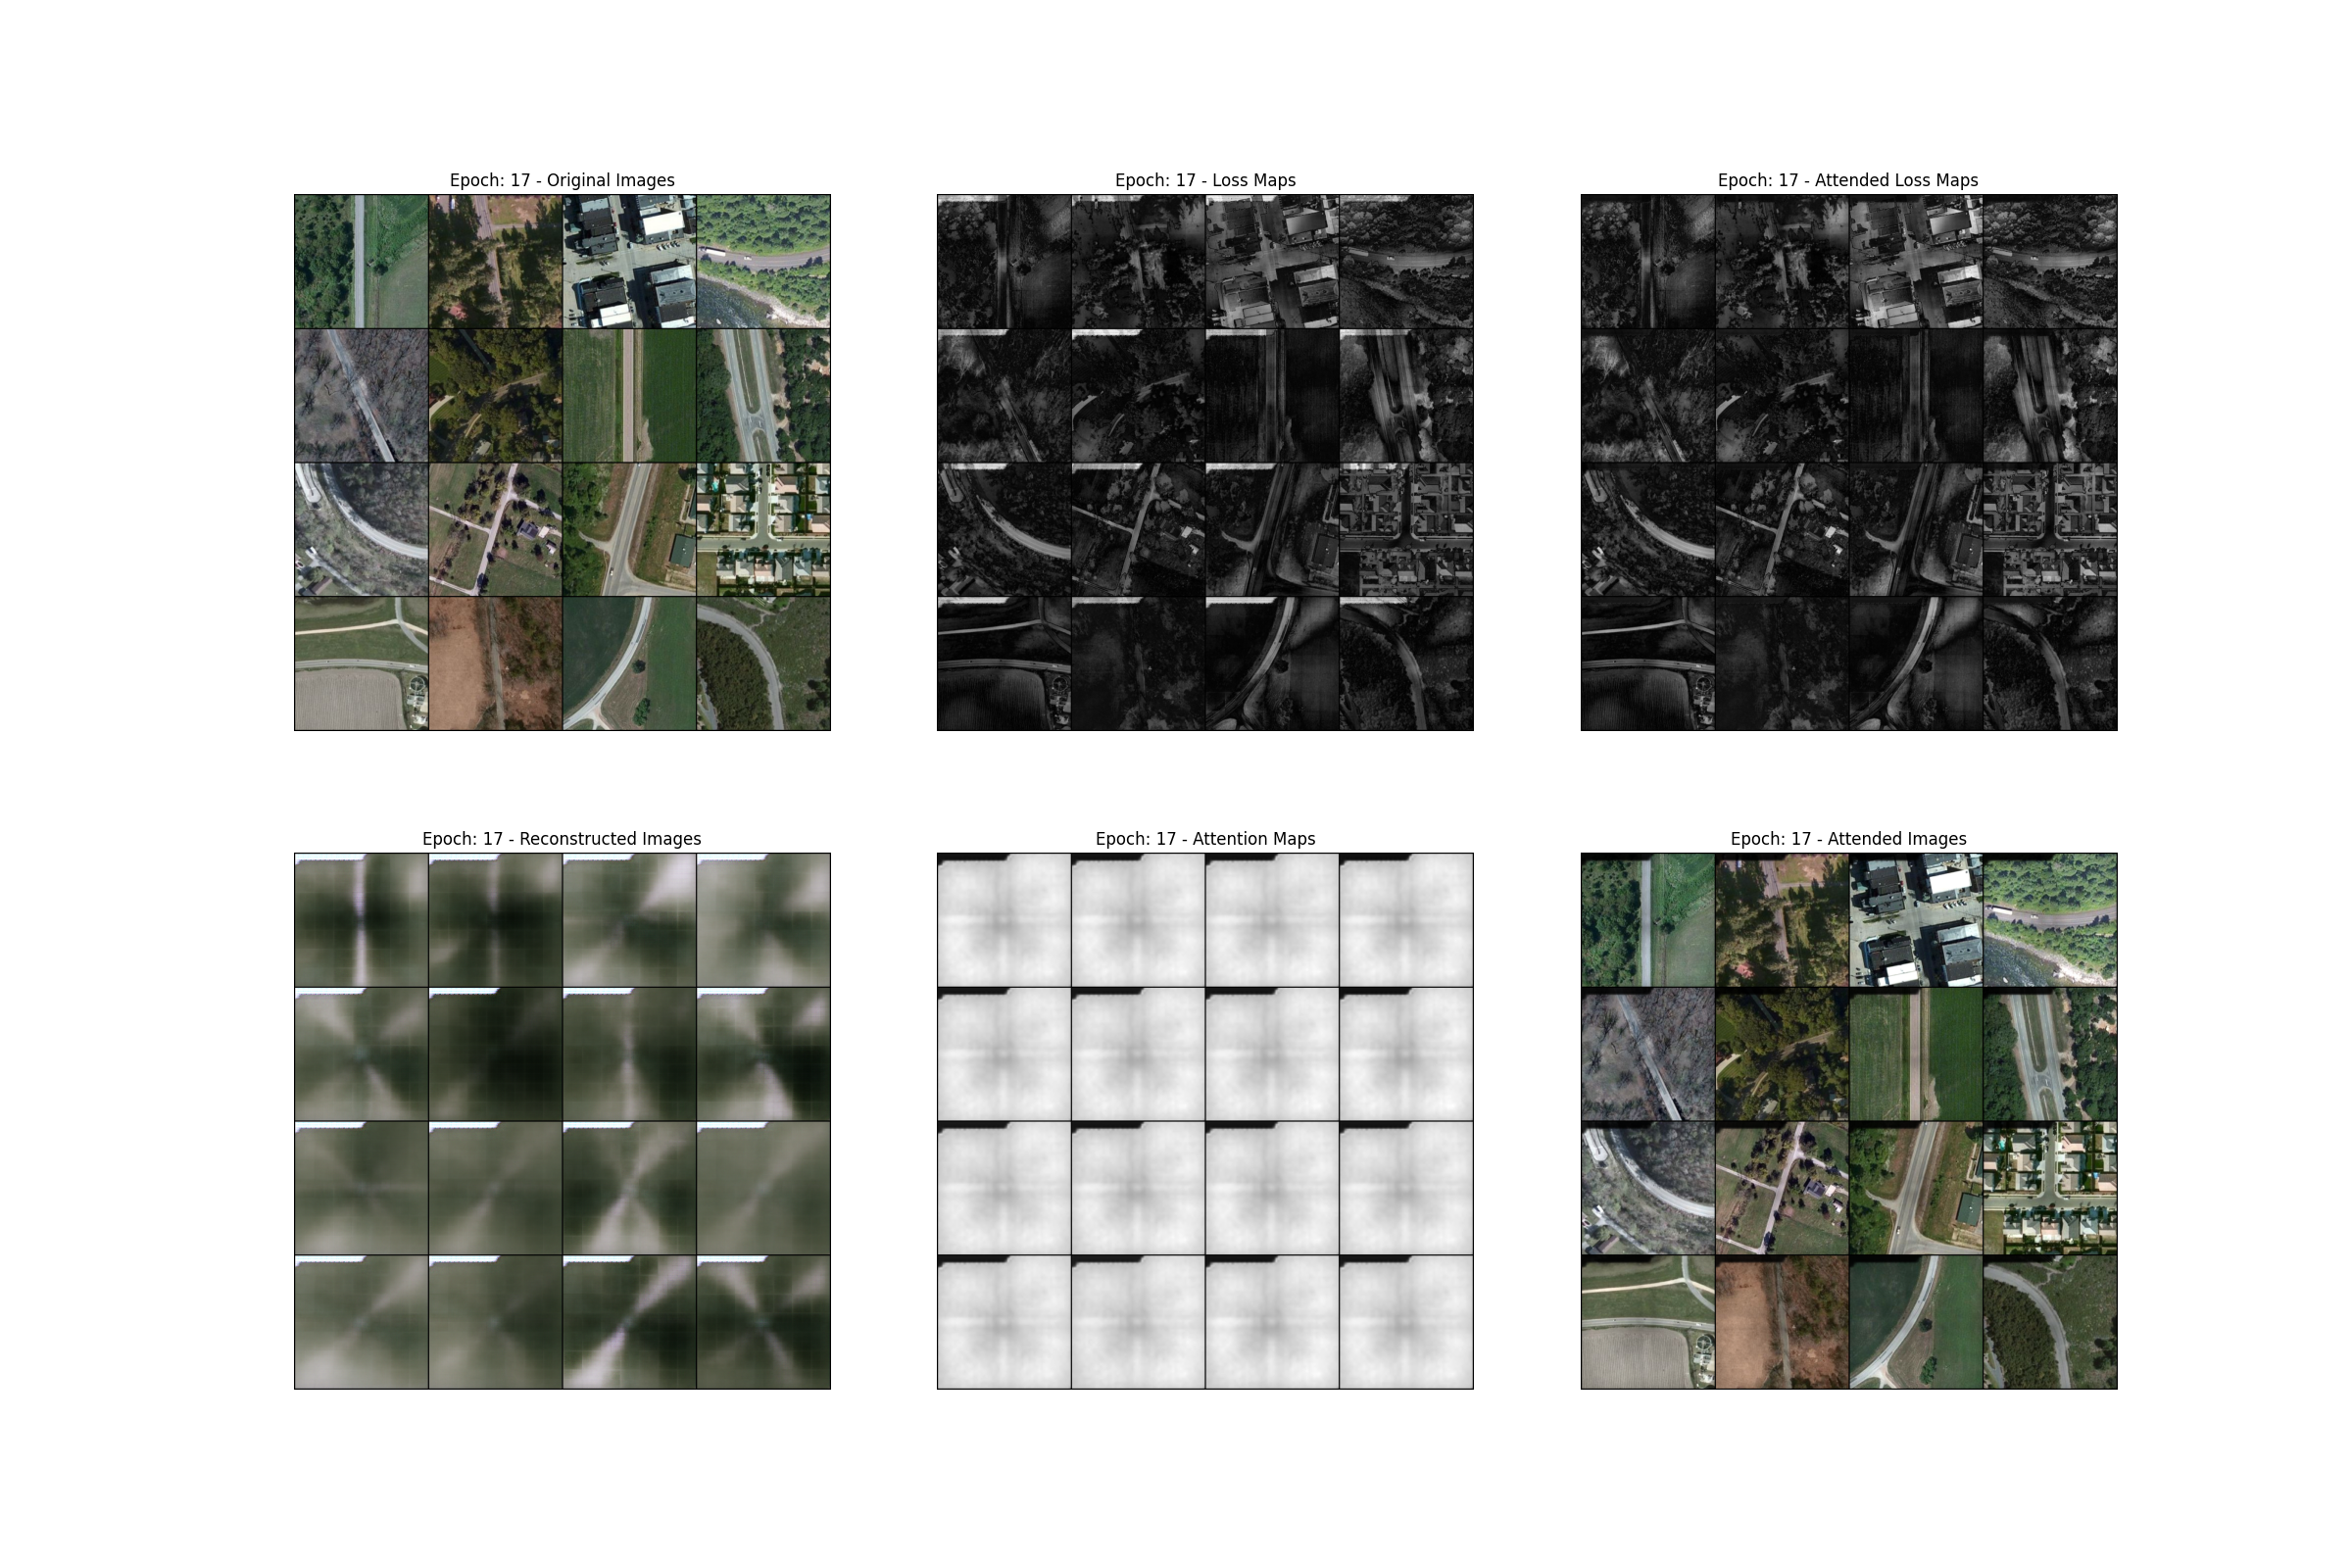 Epoch: 17 - Original Images
Epoch: 17 - Loss Maps
Epoch: 17 - Attended Loss Maps
Epoch: 17 - Reconstructed Images
Epoch: 17 - Attention Maps
Epoch: 17 - Attended Images